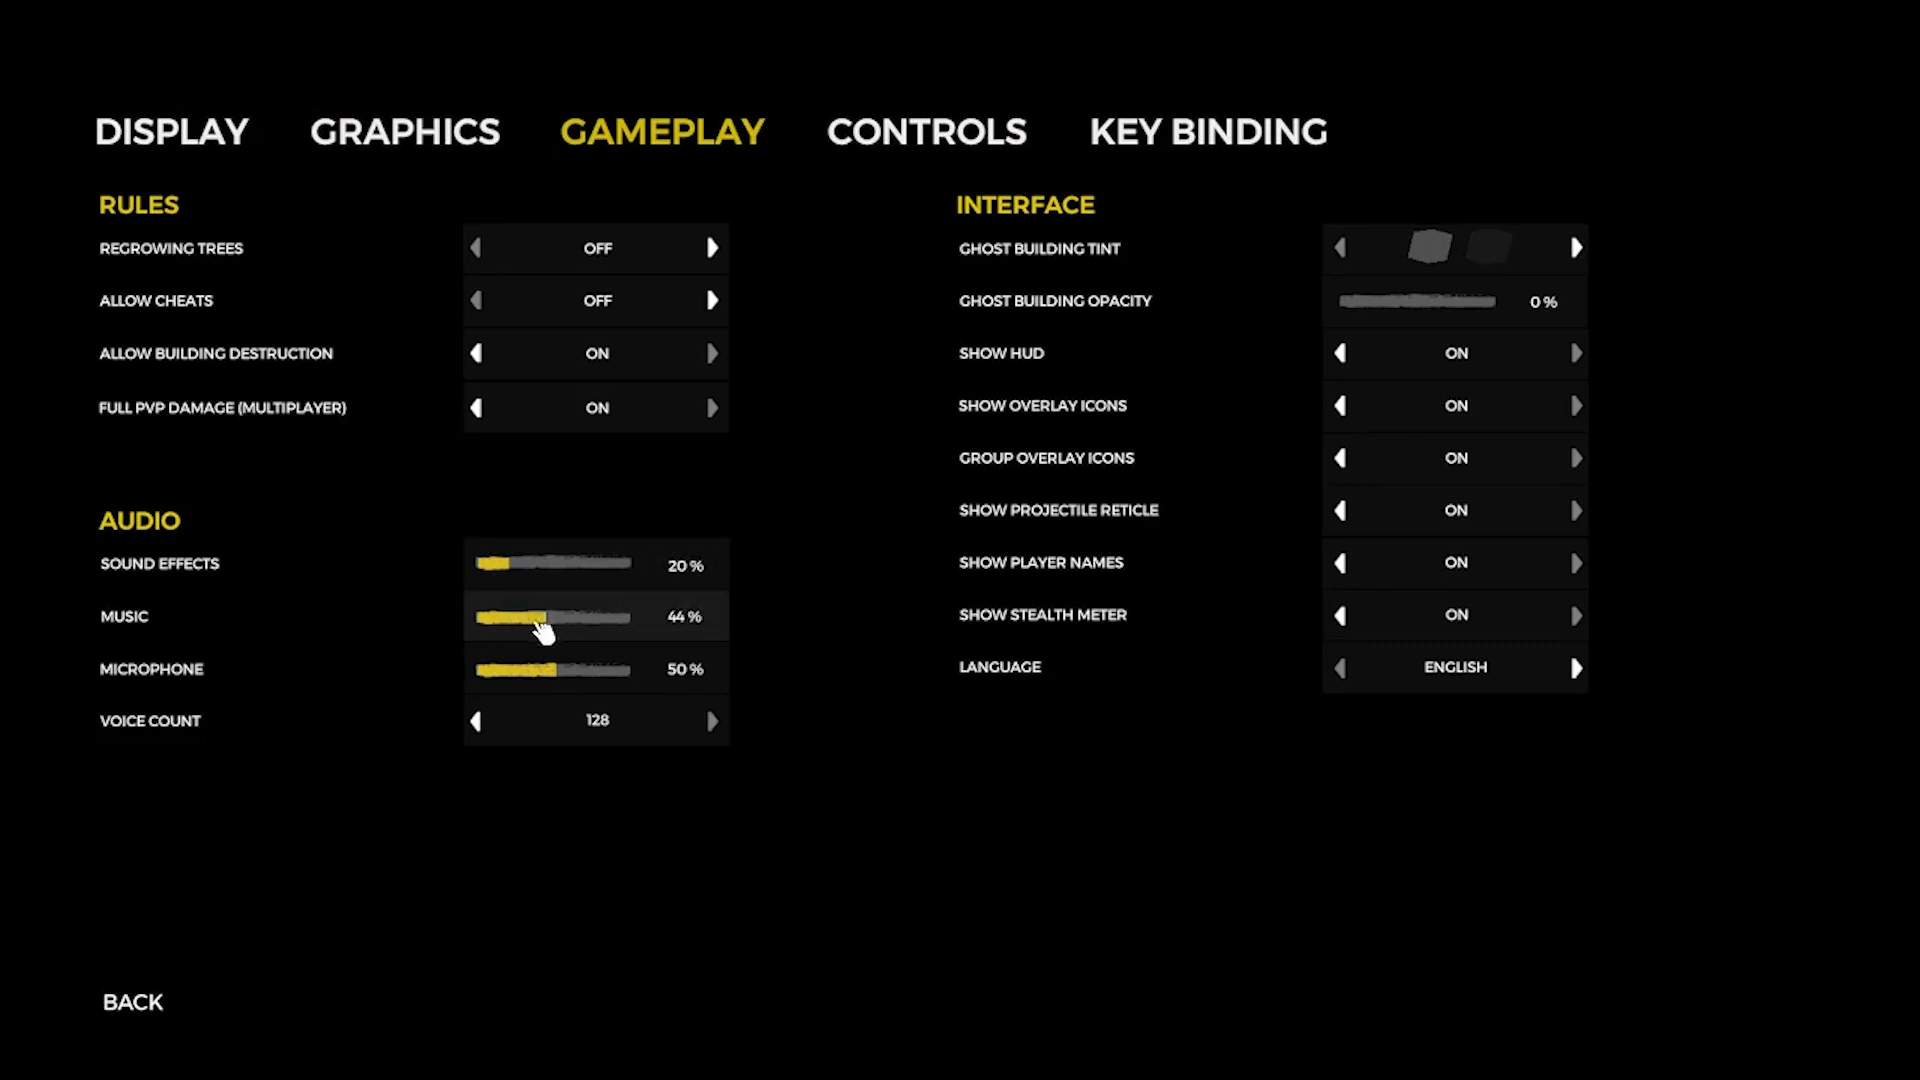 DISPLAY GRAPHICS GAMEPLAY CONTROLS KEY BINDING
RULES
REGROWING TREES OFF
ALLOW CHEATS OFF
ALLOW BUILDING DESTRUCTION ON
FULL PVP DAMAGE (MULTIPLAYER) ON
AUDIO
SOUND EFFECTS 20 %
MUSIC 44 %
MICROPHONE 50 %
VOICE COUNT 128
INTERFACE
GHOST BUILDING TINT
GHOST BUILDING OPACITY 0 %
SHOW HUD ON
SHOW OVERLAY ICONS ON
GROUP OVERLAY ICONS ON
SHOW PROJECTILE RETICLE ON
SHOW PLAYER NAMES ON
SHOW STEALTH METER ON
LANGUAGE ENGLISH
BACK